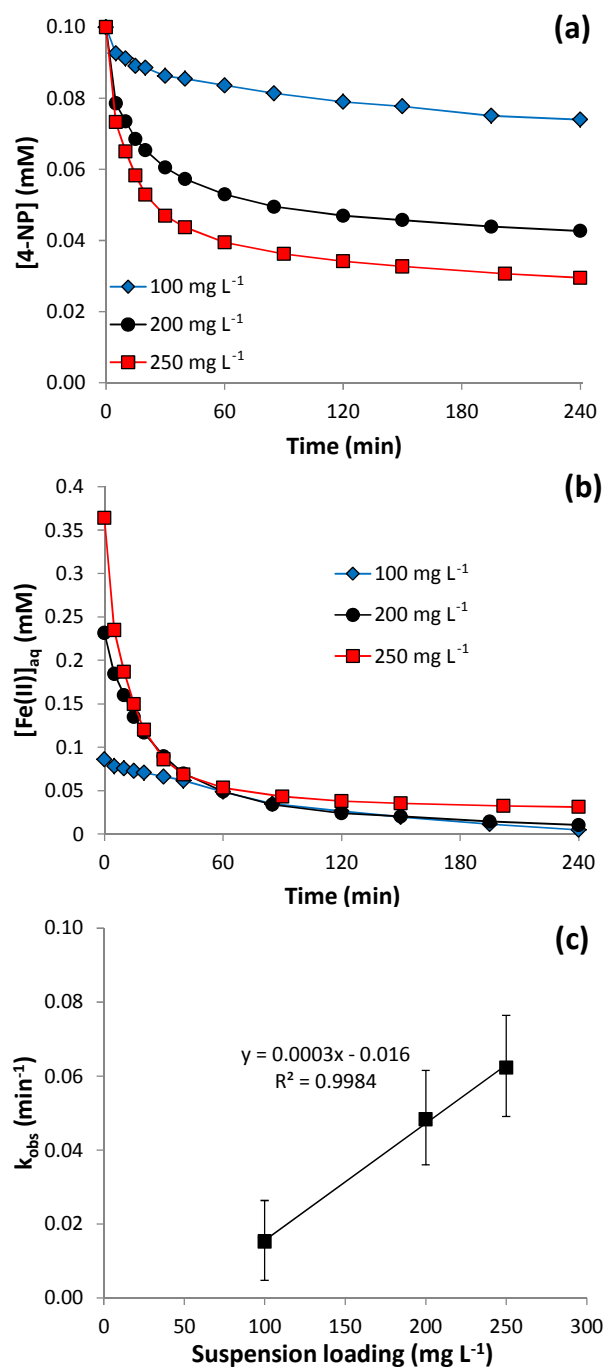 (a)
0.10
0.08
0.06
0.04
0.02
0.00
[4-NP] (mM)
100 mg L⁻¹
200 mg L⁻¹
250 mg L⁻¹
0 60 120 180 240
Time (min)
(b)
0.4
0.35
0.3
0.25
0.2
0.15
0.1
0.05
0
[Fe(II)]aq (mM)
100 mg L⁻¹
200 mg L⁻¹
250 mg L⁻¹
0 60 120 180 240
Time (min)
(c)
0.10
0.08
0.06
0.04
0.02
0.00
kobs (min⁻¹)
y = 0.0003x - 0.016
R² = 0.9984
0 50 100 150 200 250 300
Suspension loading (mg L⁻¹)